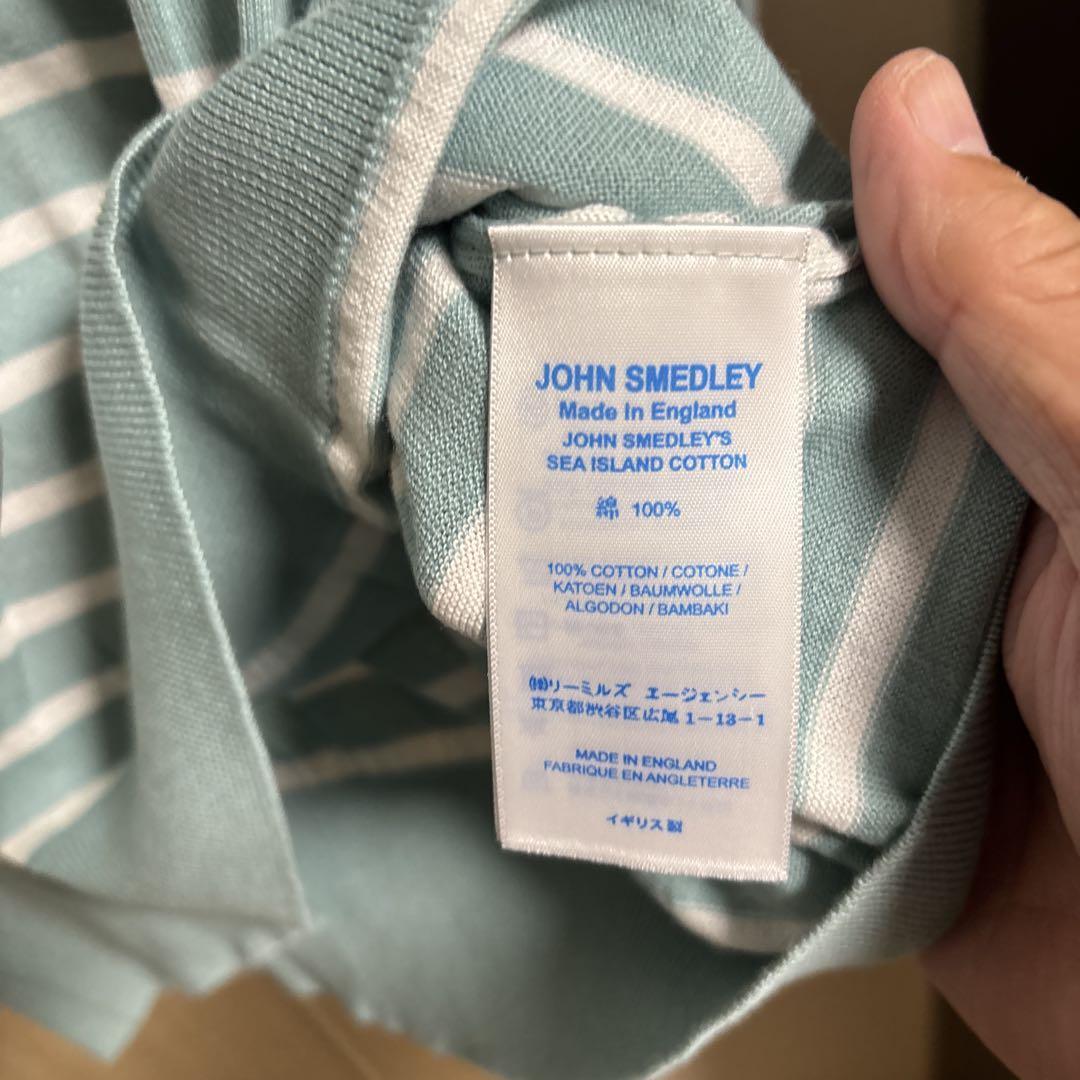 JOHN SMEDLEY
Made In England
JOHN SMEDLEY'S
SEA ISLAND COTTON
綿 100%
100% COTTON / COTONE /
KATOEN / BAUMWOLLE /
ALGODON / BAMBAKI
㈱リーミルズ エージェンシー
東京都渋谷区広尾1-13-1
MADE IN ENGLAND
FABRIQUE EN ANGLETERRE
イギリス製